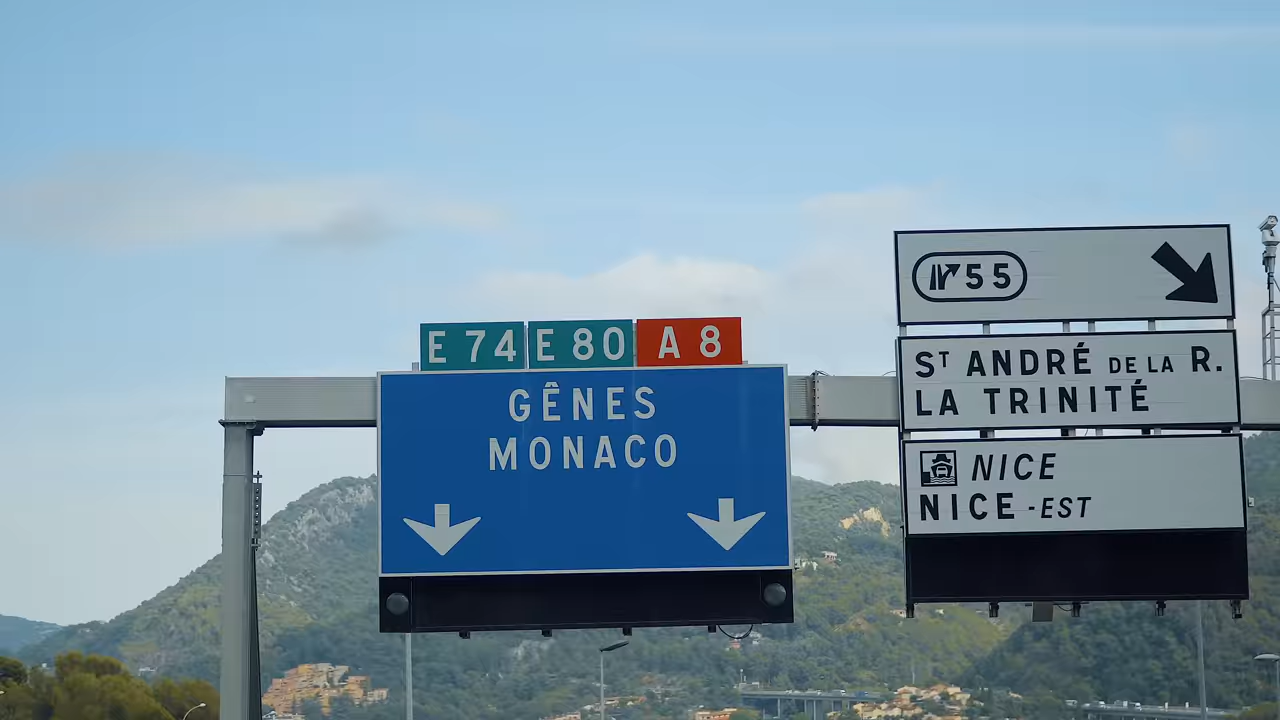 E 74 E 80 A 8
GÊNES
MONACO
55
ST ANDRÉ DE LA R.
LA TRINITÉ
NICE
NICE -EST